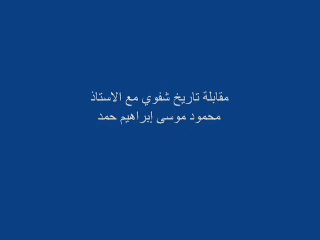 مقابلة تاريخ شفوي مع الاستاذ
محمود موسى إبراهيم حمد